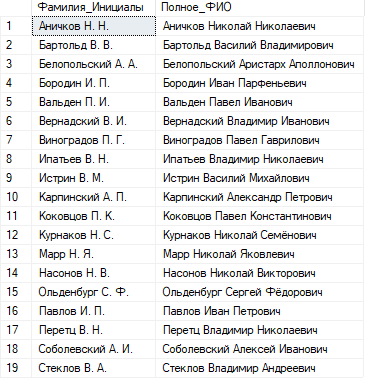 Фамилия_Инициалы Полное_ФИО
1 Аничков Н. Н. Аничков Николай Николаевич
2 Бартольд В. В. Бартольд Василий Владимирович
3 Белопольский А. А. Белопольский Аристарх Аполлонович
4 Бородин И. П. Бородин Иван Парфеньевич
5 Вальден П. И. Вальден Павел Иванович
6 Вернадский В. И. Вернадский Владимир Иванович
7 Виноградов П. Г. Виноградов Павел Гаврилович
8 Ипатьев В. Н. Ипатьев Владимир Николаевич
9 Истрин В. М. Истрин Василий Михайлович
10 Карпинский А. П. Карпинский Александр Петрович
11 Коковцов П. К. Коковцов Павел Константинович
12 Курнаков Н. С. Курнаков Николай Семёнович
13 Марр Н. Я. Марр Николай Яковлевич
14 Насонов Н. В. Насонов Николай Викторович
15 Ольденбург С. Ф. Ольденбург Сергей Фёдорович
16 Павлов И. П. Павлов Иван Петрович
17 Перетц В. Н. Перетц Владимир Николаевич
18 Соболевский А. И. Соболевский Алексей Иванович
19 Стеклов В. А. Стеклов Владимир Андреевич